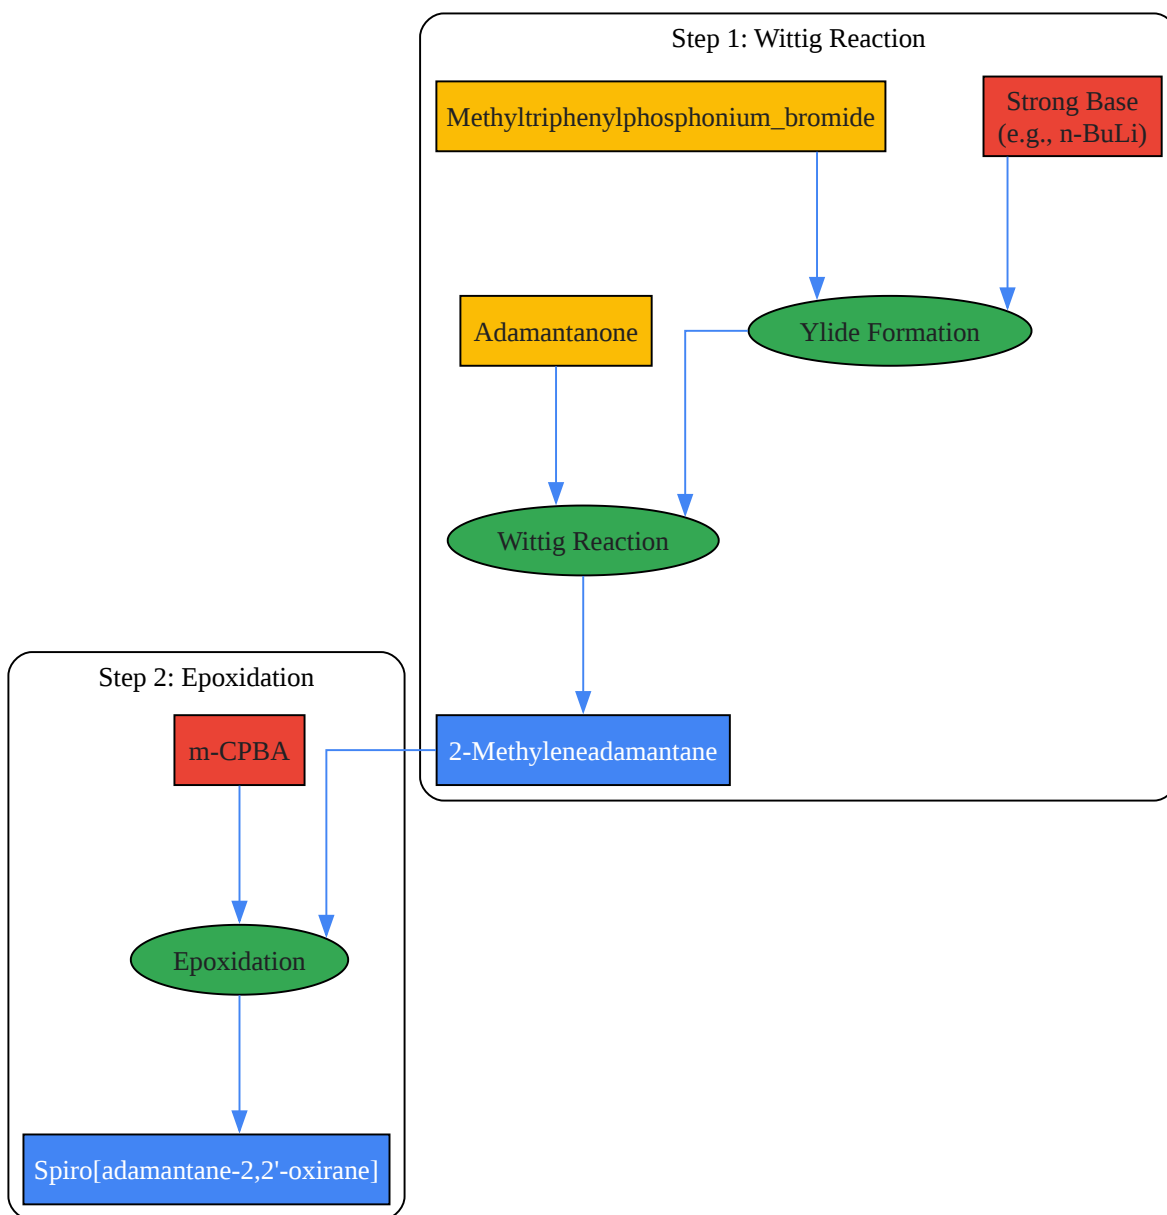 Step 1: Wittig Reaction
Methyltriphenylphosphonium_bromide
Strong Base
(e.g., n-BuLi)
Adamantanone
Ylide Formation
Wittig Reaction
2-Methyleneadamantane
Step 2: Epoxidation
m-CPBA
Epoxidation
Spiro[adamantane-2,2'-oxirane]